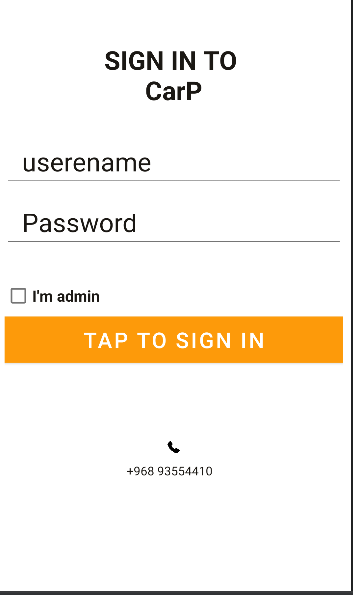 SIGN IN TO
CarP
userename
Password
I'm admin
TAP TO SIGN IN
+968 93554410